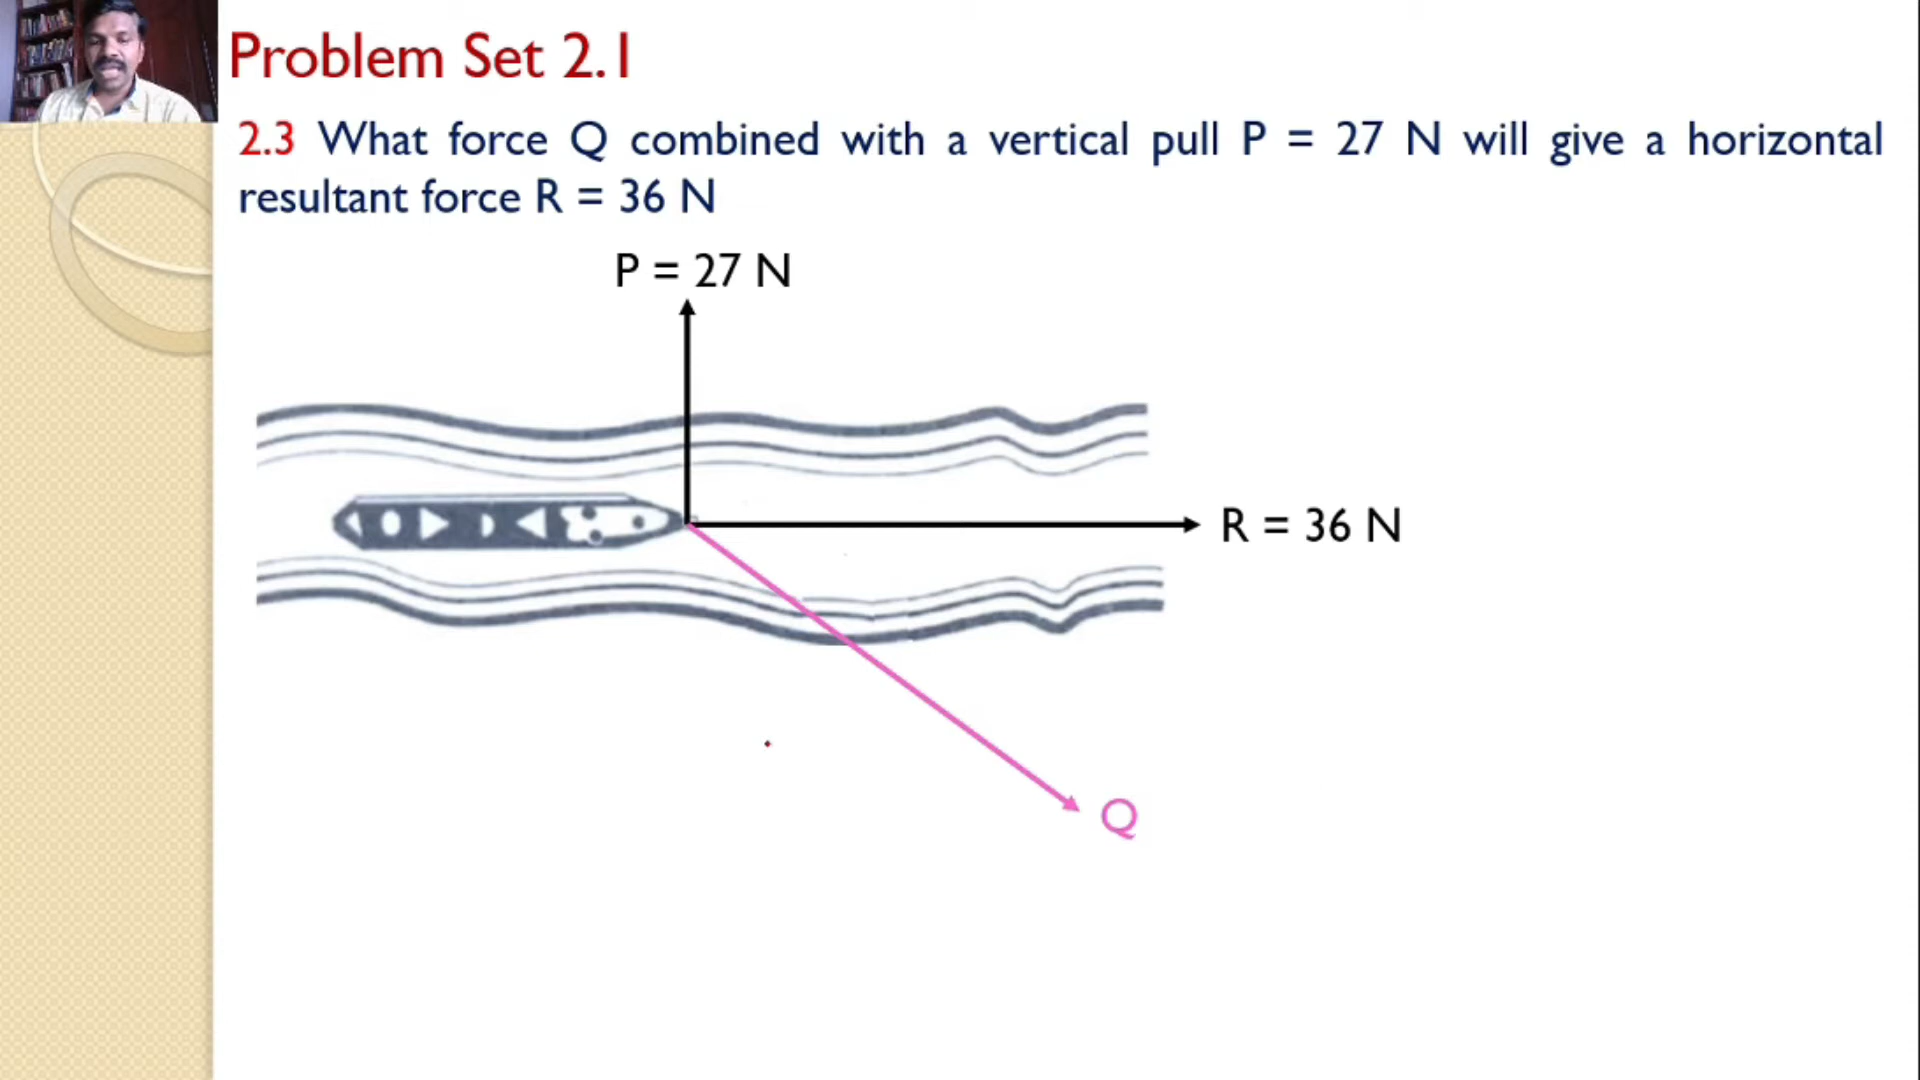 Problem Set 2.1
2.3 What force Q combined with a vertical pull P = 27 N will give a horizontal
resultant force R = 36 N
P = 27 N
R = 36 N
Q